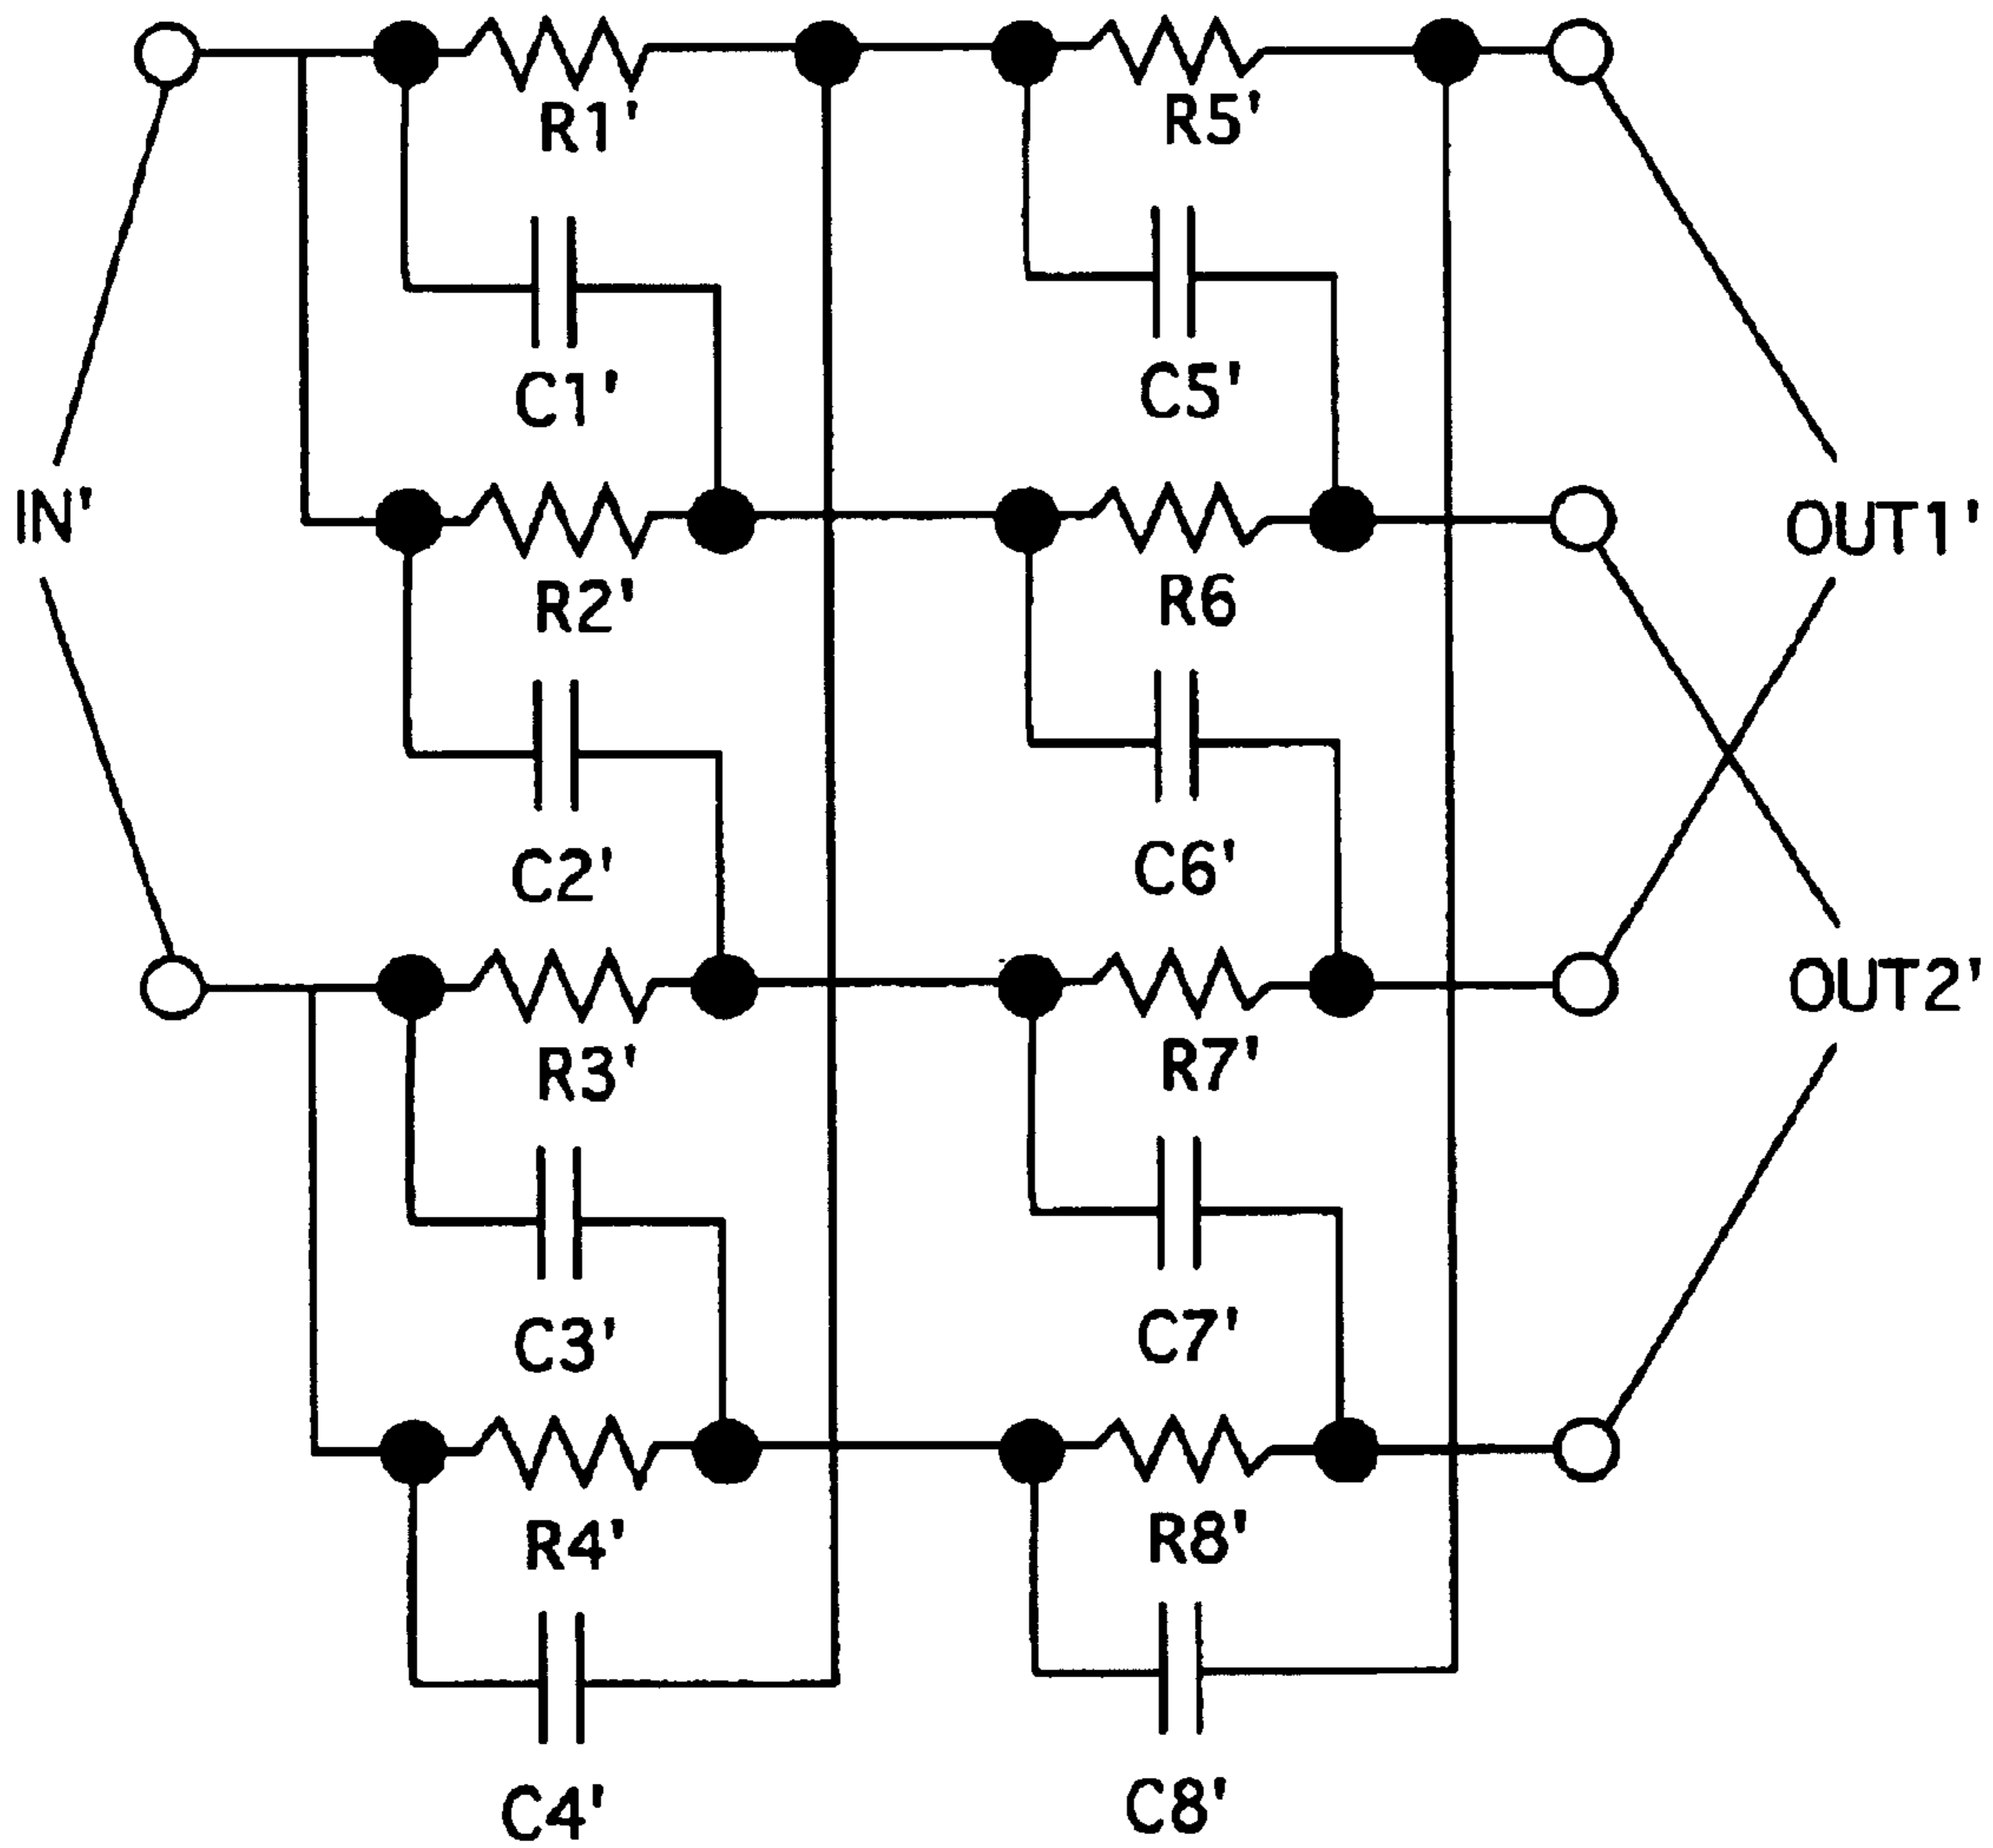 R1'
R5'
C1'
C5'
IN'
OUT1'
R2'
R6
C2'
C6'
OUT2'
R3'
R7'
C3'
C7'
R4'
R8'
C4'
C8'